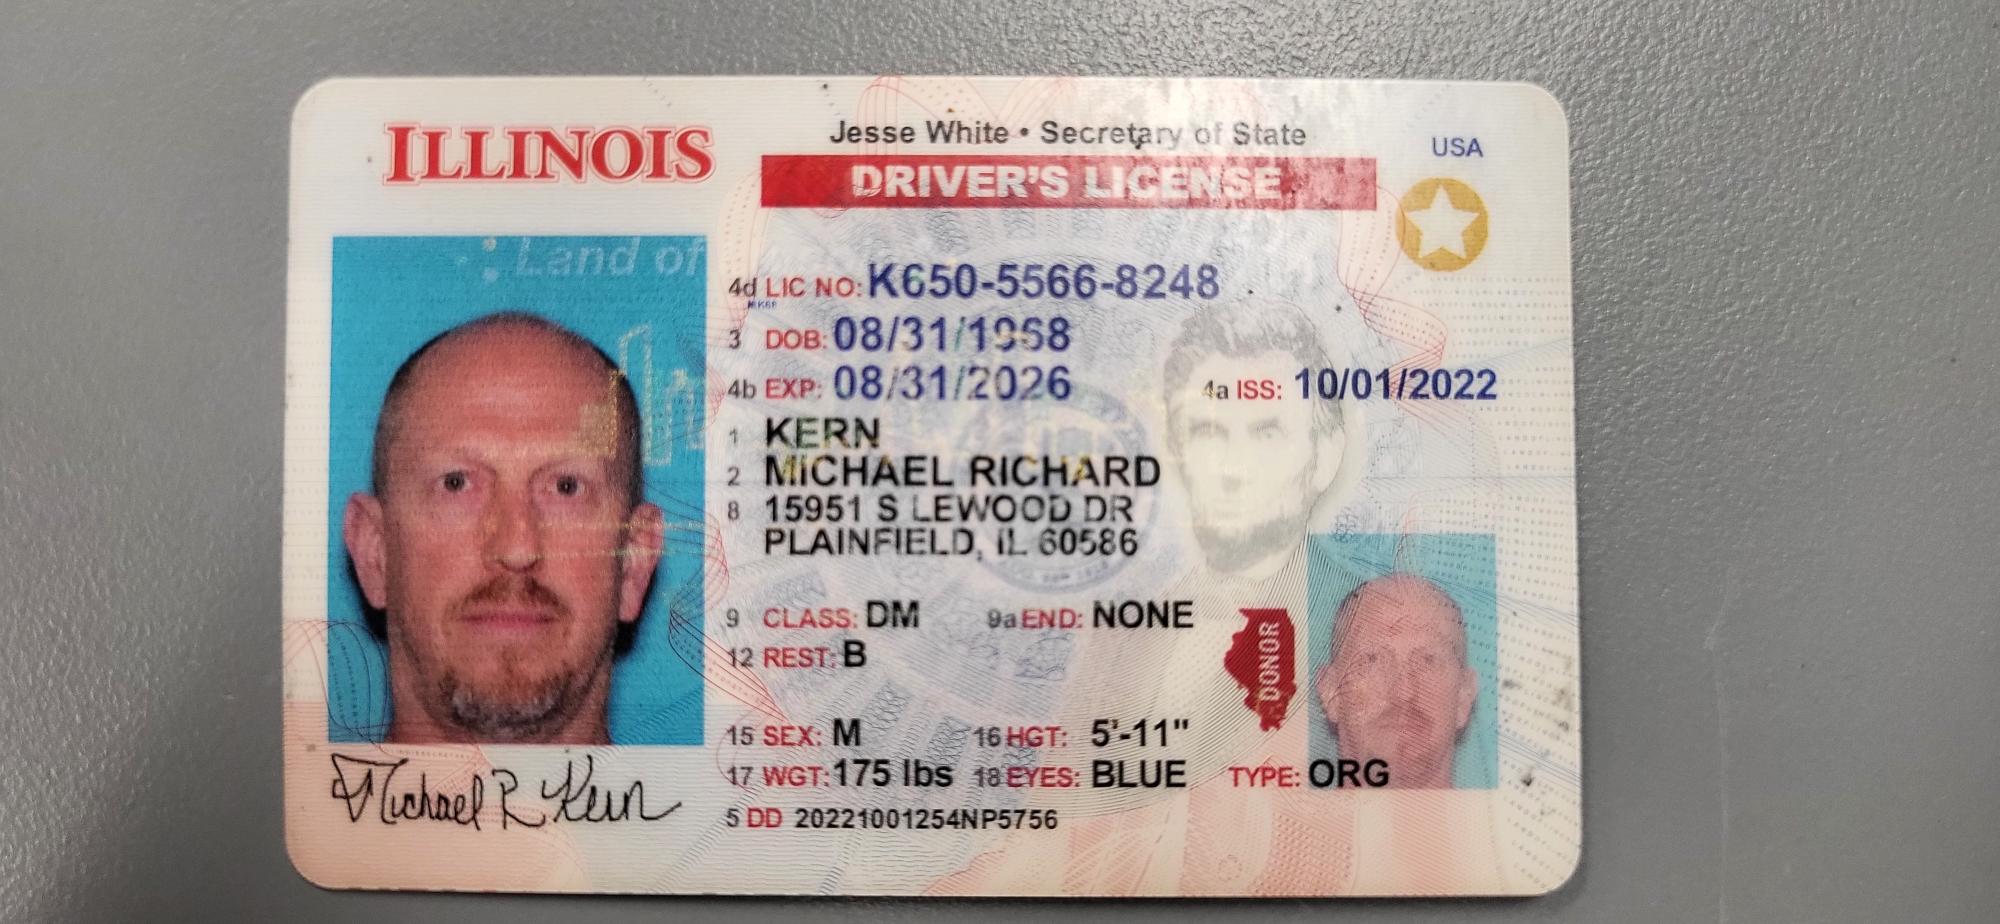 ILLINOIS
Jesse White • Secretary of State
USA
DRIVER'S LICENSE
Land of
4d LIC NO: K650-5566-8248
3 DOB: 08/31/1968
4b EXP: 08/31/2026
4a ISS: 10/01/2022
1 KERN
2 MICHAEL RICHARD
8 15951 S LEWOOD DR
PLAINFIELD, IL 60586
9 CLASS: DM 9a END: NONE
12 REST: B
DONOR
15 SEX: M 16 HGT: 5'-11"
17 WGT: 175 lbs 18 EYES: BLUE TYPE: ORG
5 DD 20221001254NP5756
Michael R Kern